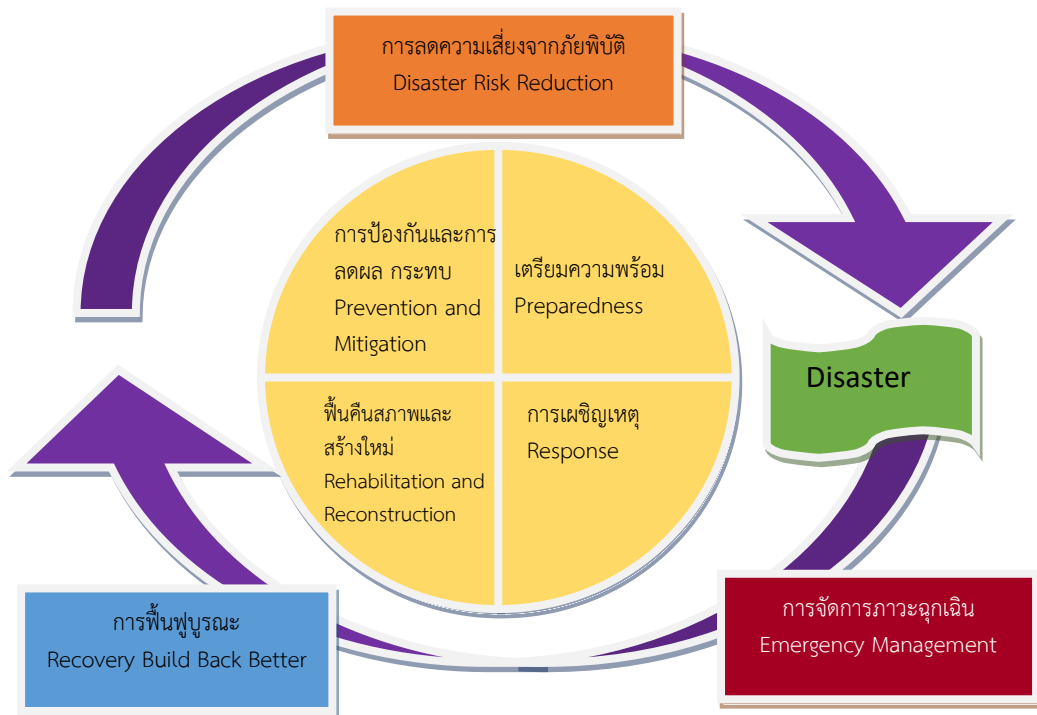 การลดความเสี่ยงจากภัยพิบัติ
Disaster Risk Reduction
การป้องกันและการ
ลดผล กระทบ
Prevention and
Mitigation
เตรียมความพร้อม
Preparedness
Disaster
ฟื้นคืนสภาพและ
สร้างใหม่
Rehabilitation and
Reconstruction
การเผชิญเหตุ
Response
การฟื้นฟูบูรณะ
Recovery Build Back Better
การจัดการภาวะฉุกเฉิน
Emergency Management